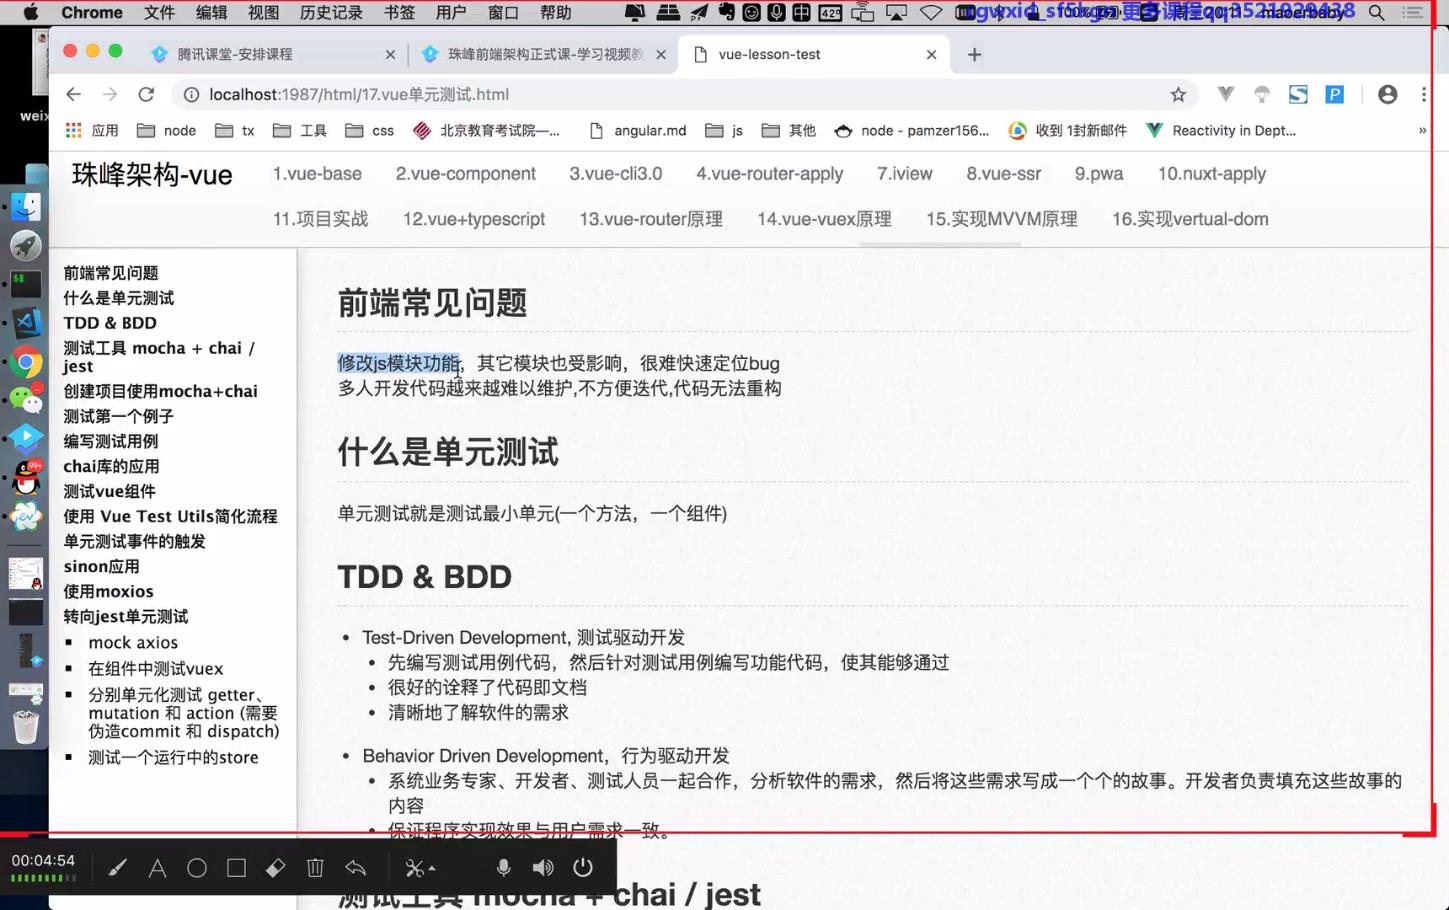 Chrome 文件 编辑 视图 历史记录 书签 用户 窗口 帮助
腾讯课堂-安排课程
珠峰前端架构正式课-学习视频教
vue-lesson-test
localhost:1987/html/17.vue单元测试.html
应用 node tx 工具 css 北京教育考试院—... angular.md js 其他 node - pamzer156... 收到 1封新邮件 Reactivity in Dept... »
weix
珠峰架构-vue
1.vue-base 2.vue-component 3.vue-cli3.0 4.vue-router-apply 7.iview 8.vue-ssr 9.pwa 10.nuxt-apply
11.项目实战 12.vue+typescript 13.vue-router原理 14.vue-vuex原理 15.实现MVVM原理 16.实现vertual-dom
前端常见问题
什么是单元测试
TDD & BDD
测试工具 mocha + chai /
jest
创建项目使用mocha+chai
测试第一个例子
编写测试用例
chai库的应用
测试vue组件
使用 Vue Test Utils简化流程
单元测试事件的触发
sinon应用
使用moxios
转向jest单元测试
mock axios
在组件中测试vuex
分别单元化测试 getter、
mutation 和 action (需要
伪造commit 和 dispatch)
测试一个运行中的store
前端常见问题
修改js模块功能，其它模块也受影响，很难快速定位bug
多人开发代码越来越难以维护,不方便迭代,代码无法重构
什么是单元测试
单元测试就是测试最小单元(一个方法，一个组件)
TDD & BDD
Test-Driven Development, 测试驱动开发
先编写测试用例代码，然后针对测试用例编写功能代码，使其能够通过
很好的诠释了代码即文档
清晰地了解软件的需求
Behavior Driven Development，行为驱动开发
系统业务专家、开发者、测试人员一起合作，分析软件的需求，然后将这些需求写成一个个的故事。开发者负责填充这些故事的
内容
保证程序实现效果与用户需求一致。
测试工具 mocha + chai / jest
00:04:54